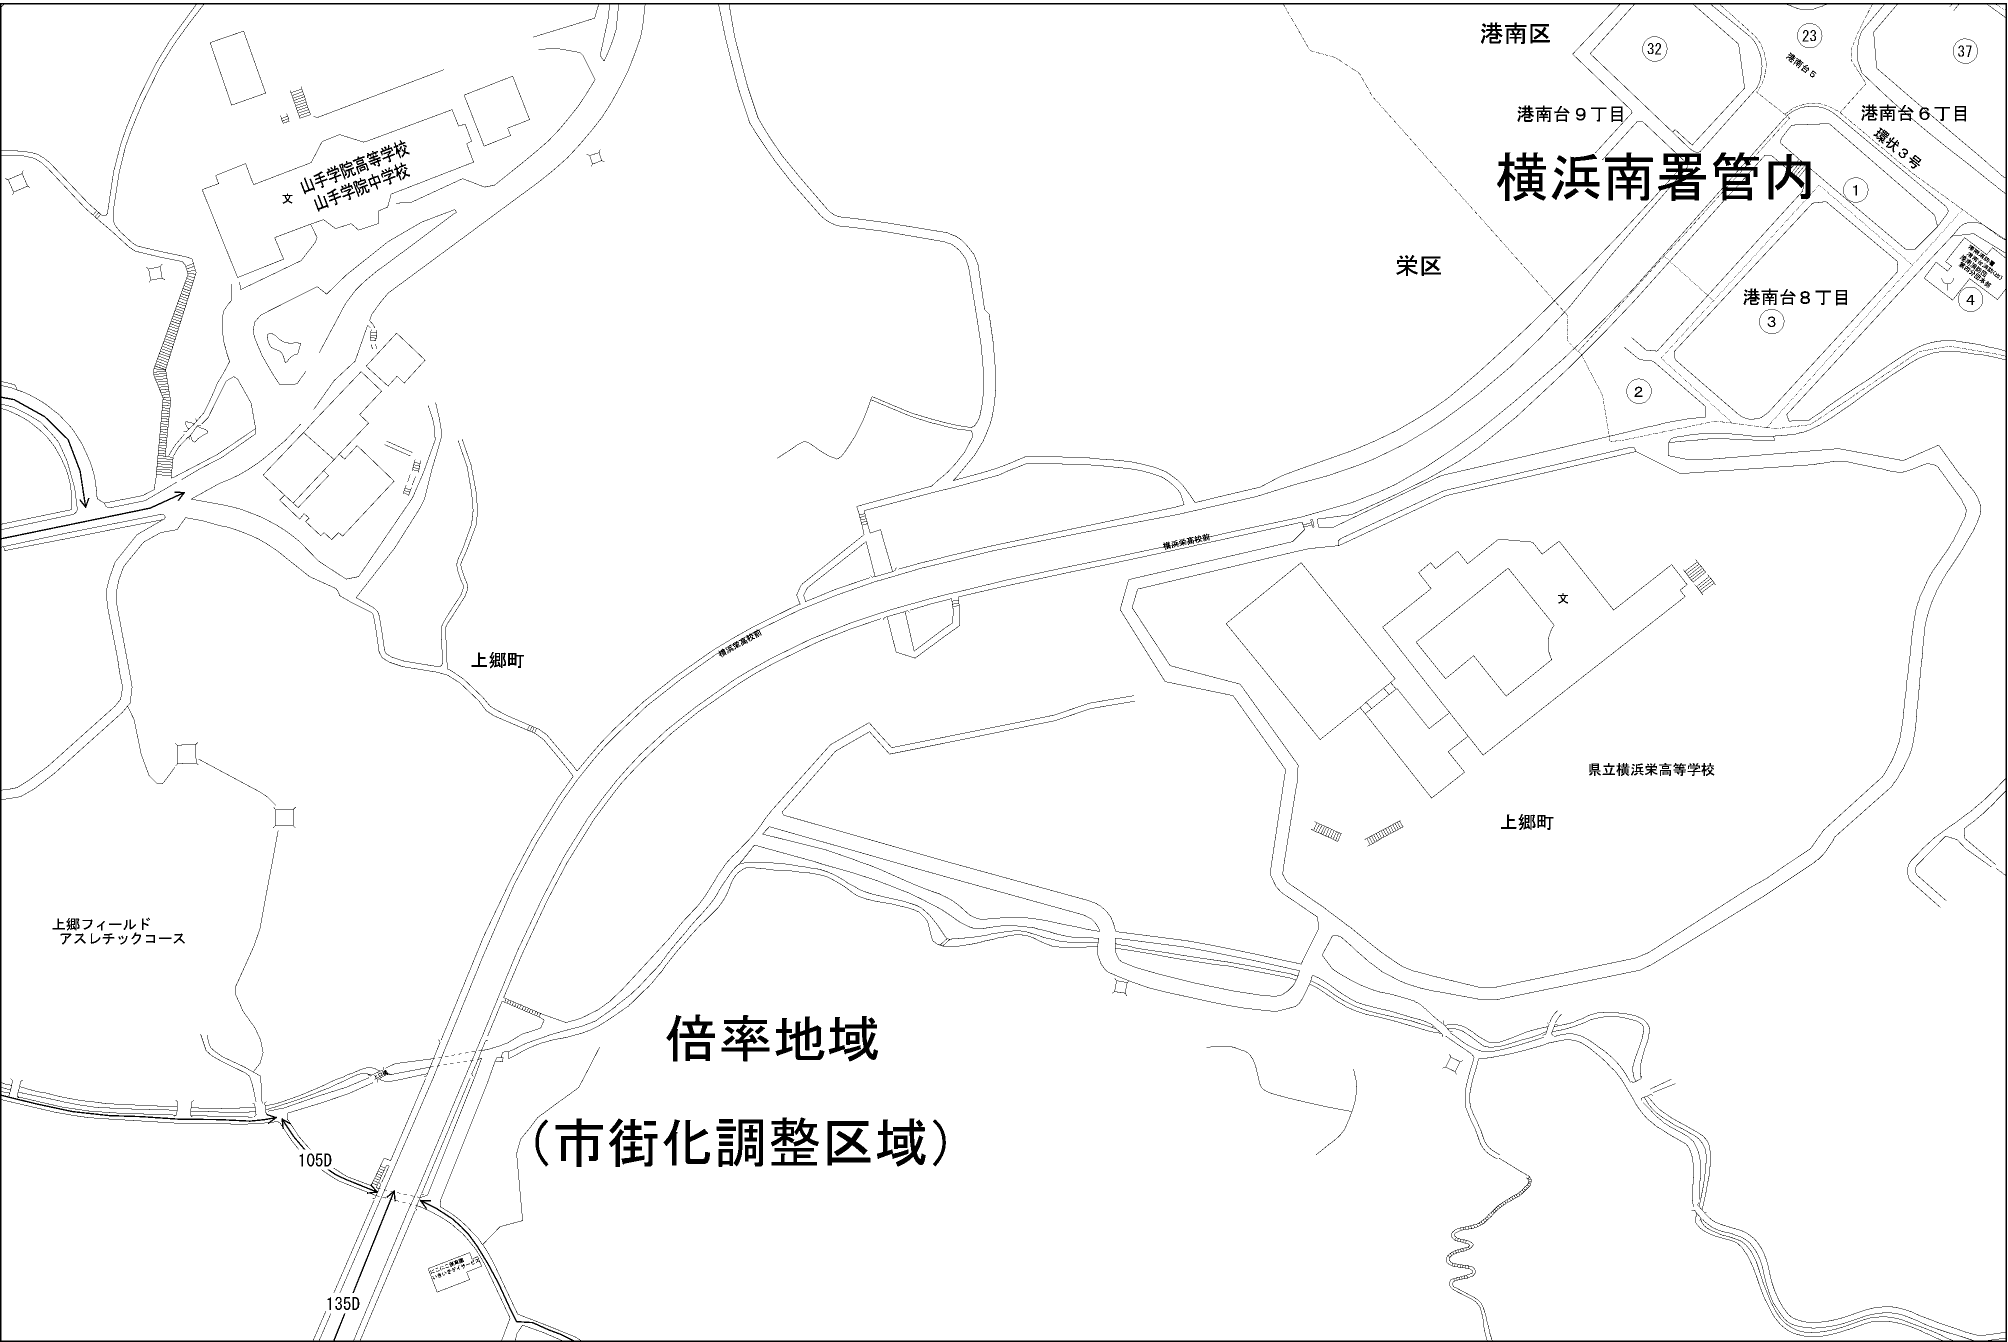 港南区
32
23
37
港南台5
港南台9丁目
港南台6丁目
環状3号
横浜南署管内
1
山手学院高等学校
山手学院中学校
文
栄区
港南台8丁目
3
4
2
横浜栄高校前
文
横浜栄高校前
上郷町
県立横浜栄高等学校
上郷町
上郷フィールド
アスレチックコース
倍率地域
(市街化調整区域)
105D
135D